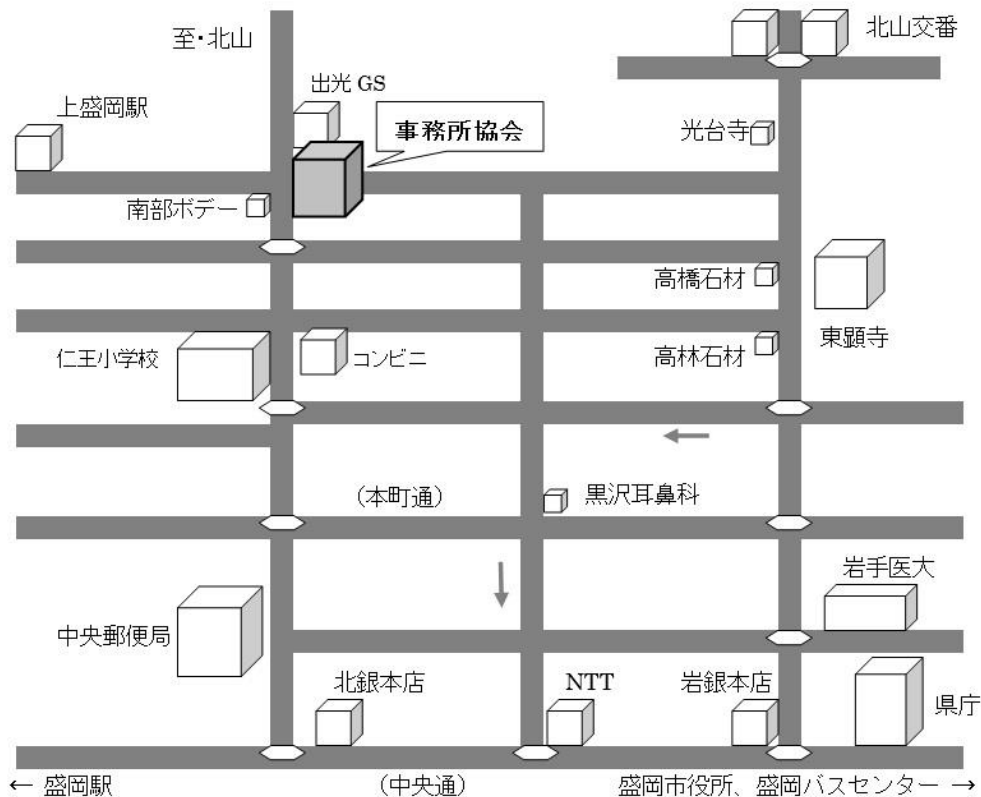 至・北山
北山交番
出光 GS
上盛岡駅
事務所協会
光台寺
南部ボデー
高橋石材
東顕寺
仁王小学校
コンビニ
高林石材
(本町通)
黒沢耳鼻科
岩手医大
中央郵便局
北銀本店
NTT
岩銀本店
県庁
← 盛岡駅
(中央通)
盛岡市役所、盛岡バスセンター →